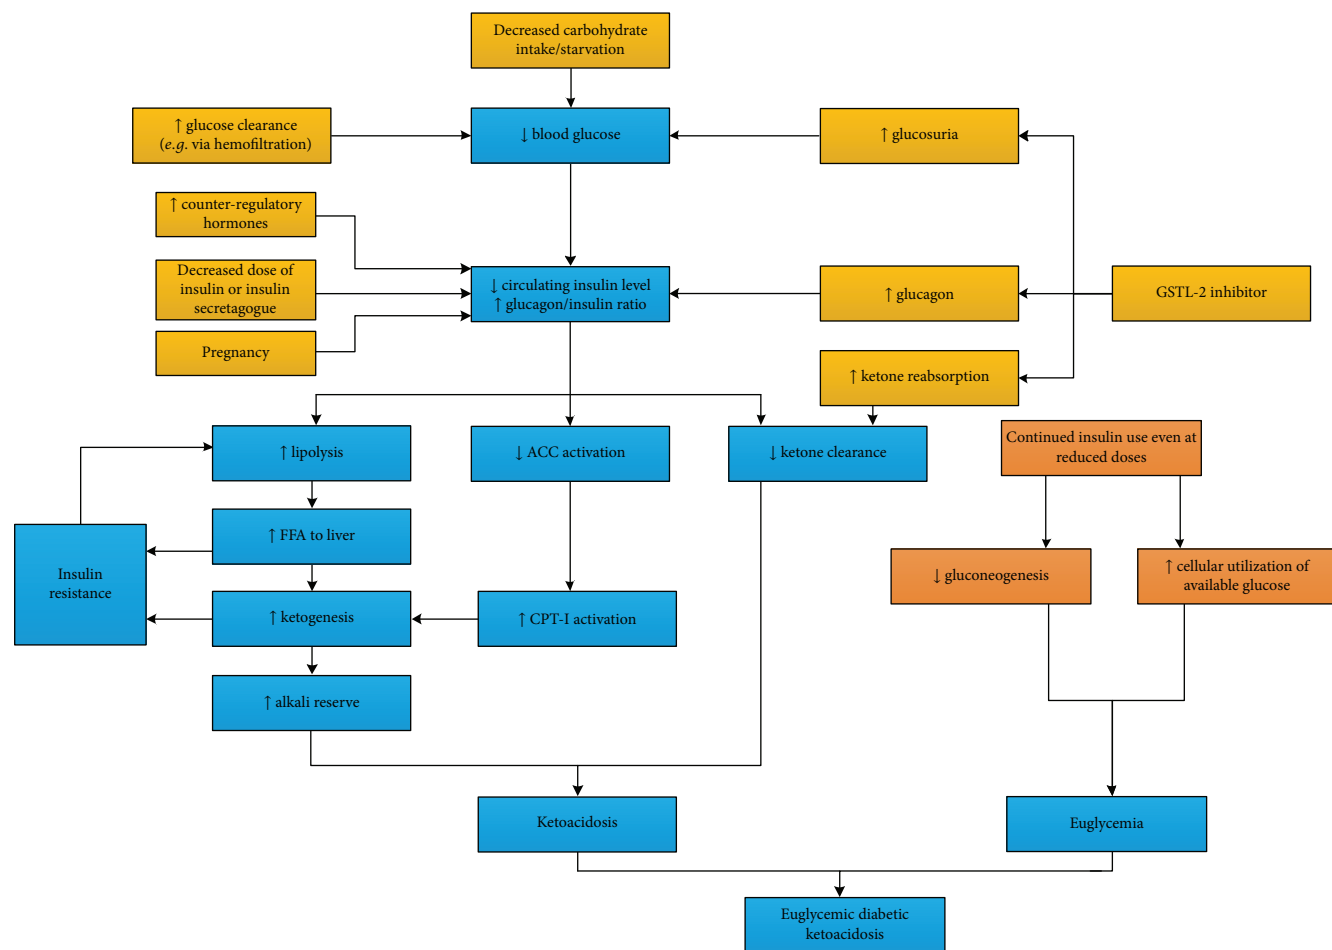 Decreased carbohydrate
intake/starvation
↑ glucose clearance
(e.g. via hemofiltration)
↓ blood glucose
↑ glucosuria
↑ counter-regulatory
hormones
Decreased dose of
insulin or insulin
secretagogue
↓ circulating insulin level
↑ glucagon/insulin ratio
↑ glucagon
GSTL-2 inhibitor
Pregnancy
↑ ketone reabsorption
↑ lipolysis
↓ ACC activation
↓ ketone clearance
Continued insulin use even at
reduced doses
↑ FFA to liver
Insulin
resistance
↓ gluconeogenesis
↑ cellular utilization of
available glucose
↑ ketogenesis
↑ CPT-I activation
↑ alkali reserve
Ketoacidosis
Euglycemia
Euglycemic diabetic
ketoacidosis